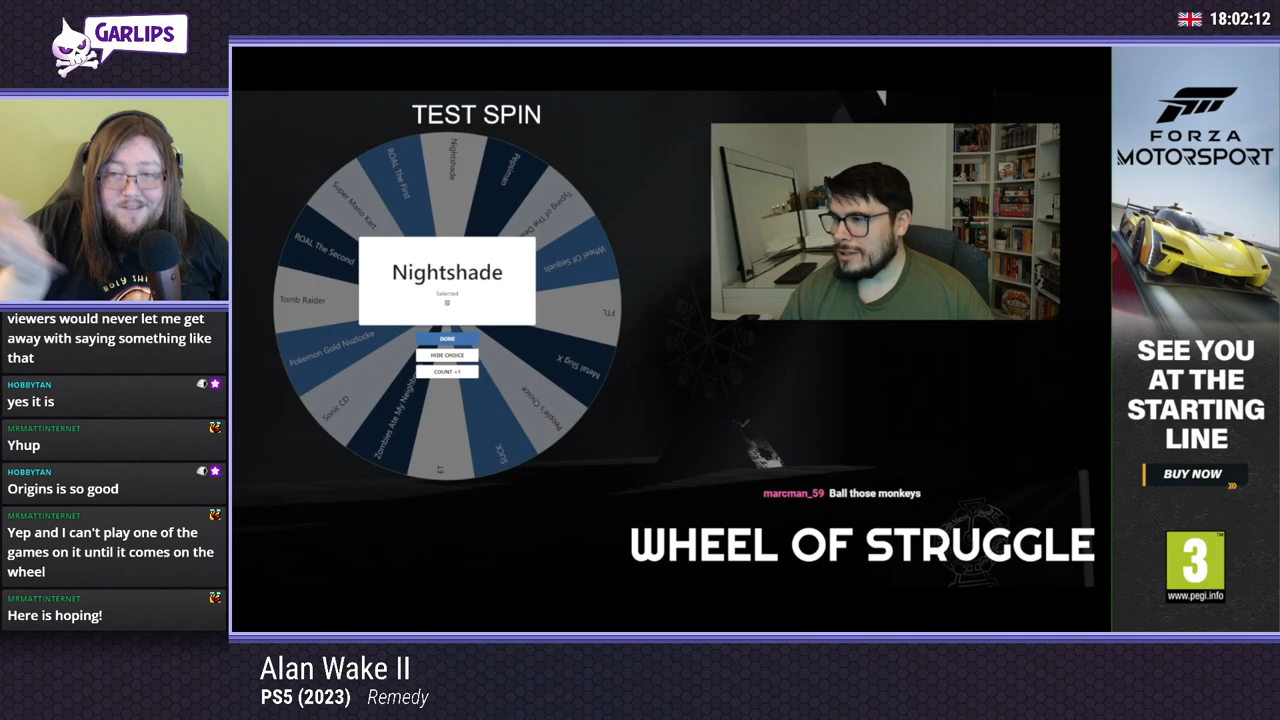 GARLIPS
18:02:12
viewers would never let me get
away with saying something like
that
HOBBYTAN
yes it is
MRMATTINTERNET
Yhup
HOBBYTAN
Origins is so good
MRMATTINTERNET
Yep and I can't play one of the
games on it until it comes on the
wheel
MRMATTINTERNET
Here is hoping!
TEST SPIN
Nightshade
Pepsiman
Typing of The De
Wheel Of Sequels
FTL
Metal Slug X
People's Choice
SUCK
ET
Zombies Ate My Neighbo
Sonic CD
Pokemon Gold Nuzlocke
Tomb Raider
ROAL The Second
Super Mario Kart
ROAL The First
Nightshade
Selected
DONE
HIDE CHOICE
COUNT +1
marcman_59 Ball those monkeys
WHEEL OF STRUGGLE
FORZA
MOTORSPORT
SEE YOU
AT THE
STARTING
LINE
BUY NOW
3
www.pegi.info
Alan Wake II
PS5 (2023) Remedy